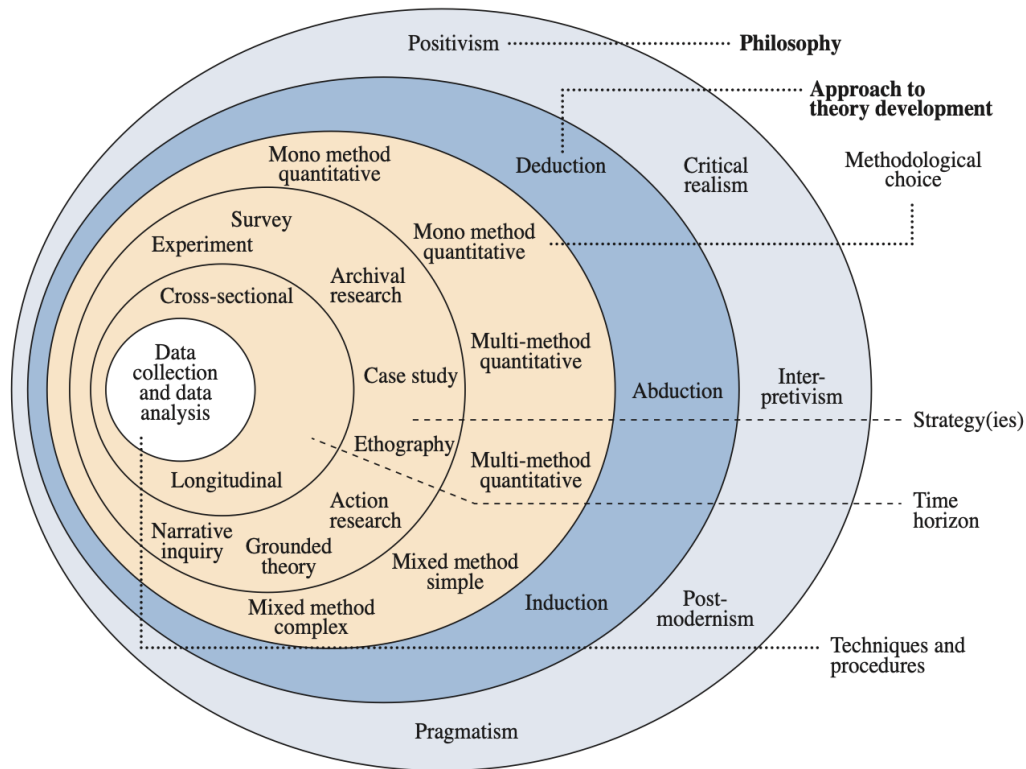 Positivism
Philosophy
Approach to
theory development
Deduction
Critical
realism
Methodological
choice
Mono method
quantitative
Survey
Experiment
Mono method
quantitative
Archival
research
Cross-sectional
Data
collection
and data
analysis
Case study
Multi-method
quantitative
Abduction
Inter-
pretivism
Strategy(ies)
Ethography
Multi-method
quantitative
Time
horizon
Longitudinal
Action
research
Narrative
inquiry
Grounded
theory
Mixed method
simple
Mixed method
complex
Induction
Post-
modernism
Techniques and
procedures
Pragmatism